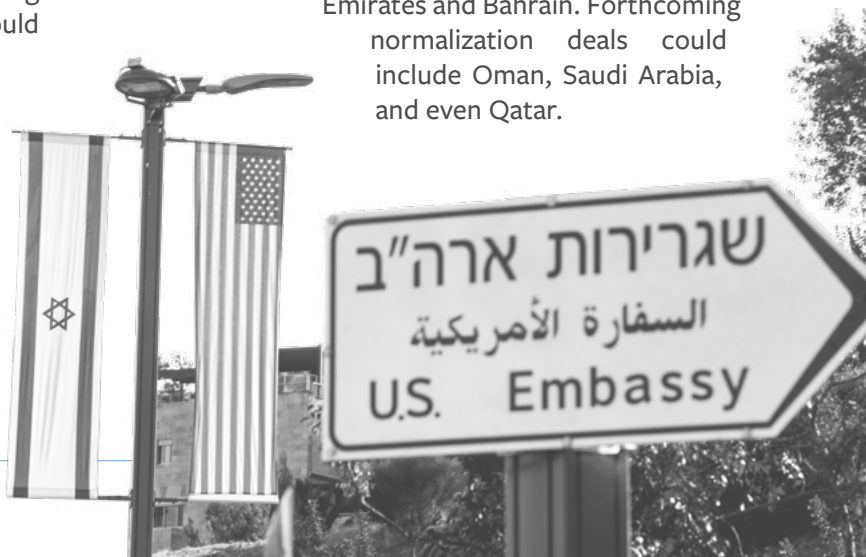 g
ould
Emirates and Bahrain. Forthcoming
normalization deals could
include Oman, Saudi Arabia,
and even Qatar.
שגרירות ארה״ב
السفارة الأمريكية
U.S. Embassy